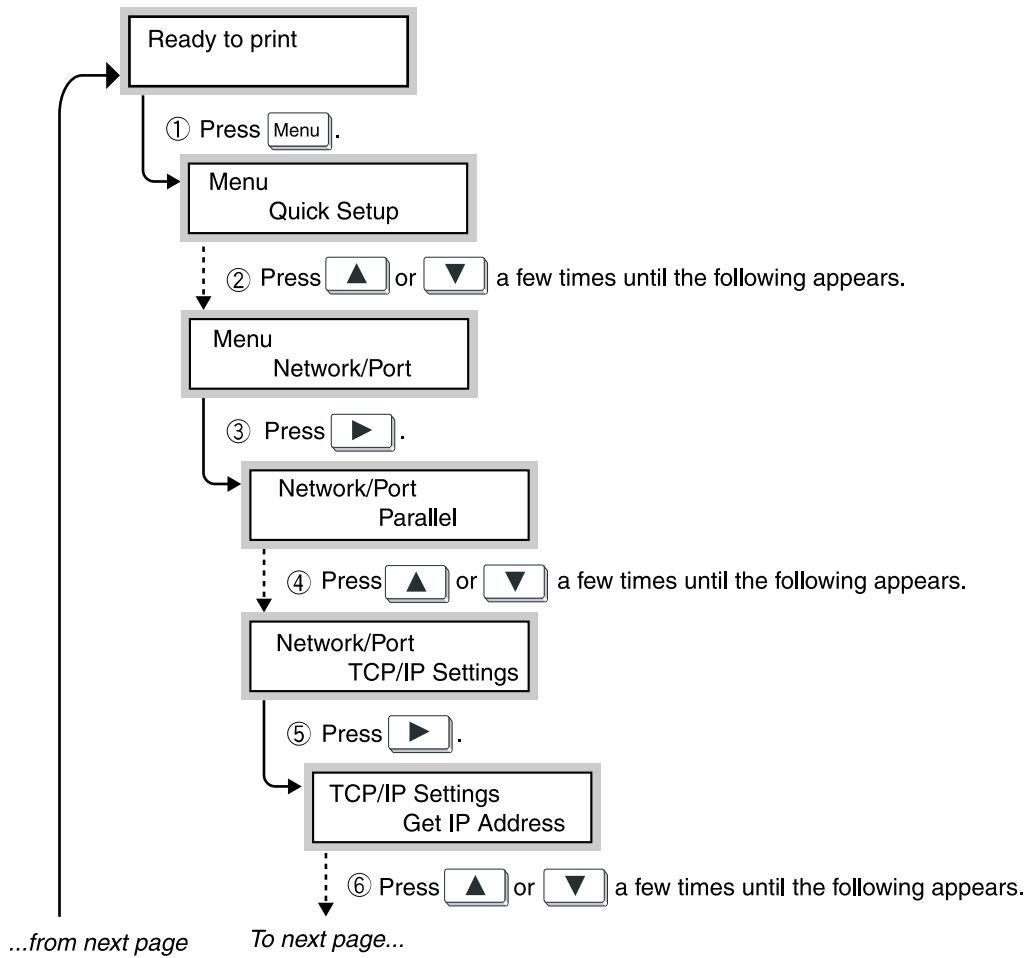 Ready to print
① Press Menu .
Menu
Quick Setup
② Press ▲ or ▼ a few times until the following appears.
Menu
Network/Port
③ Press ▶ .
Network/Port
Parallel
④ Press ▲ or ▼ a few times until the following appears.
Network/Port
TCP/IP Settings
⑤ Press ▶ .
TCP/IP Settings
Get IP Address
⑥ Press ▲ or ▼ a few times until the following appears.
...from next page
To next page...